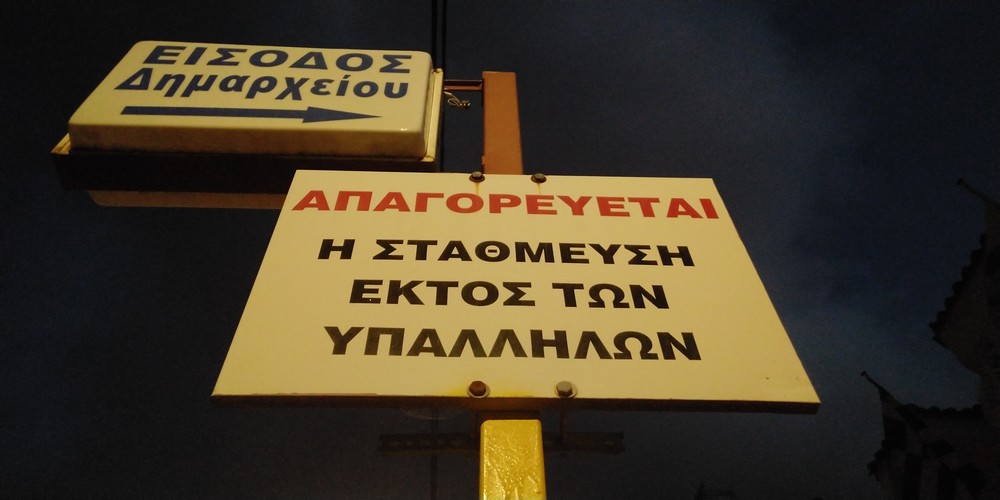 ΕΙΣΟΔΟΣ
Δημαρχείου
ΑΠΑΓΟΡΕΥΕΤΑΙ
Η ΣΤΑΘΜΕΥΣΗ
ΕΚΤΟΣ ΤΩΝ
ΥΠΑΛΛΗΛΩΝ